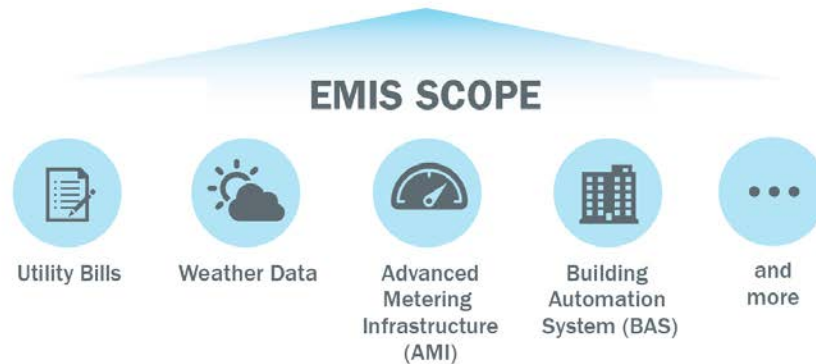 EMIS SCOPE
Utility Bills
Weather Data
Advanced
Metering
Infrastructure
(AMI)
Building
Automation
System (BAS)
and
more